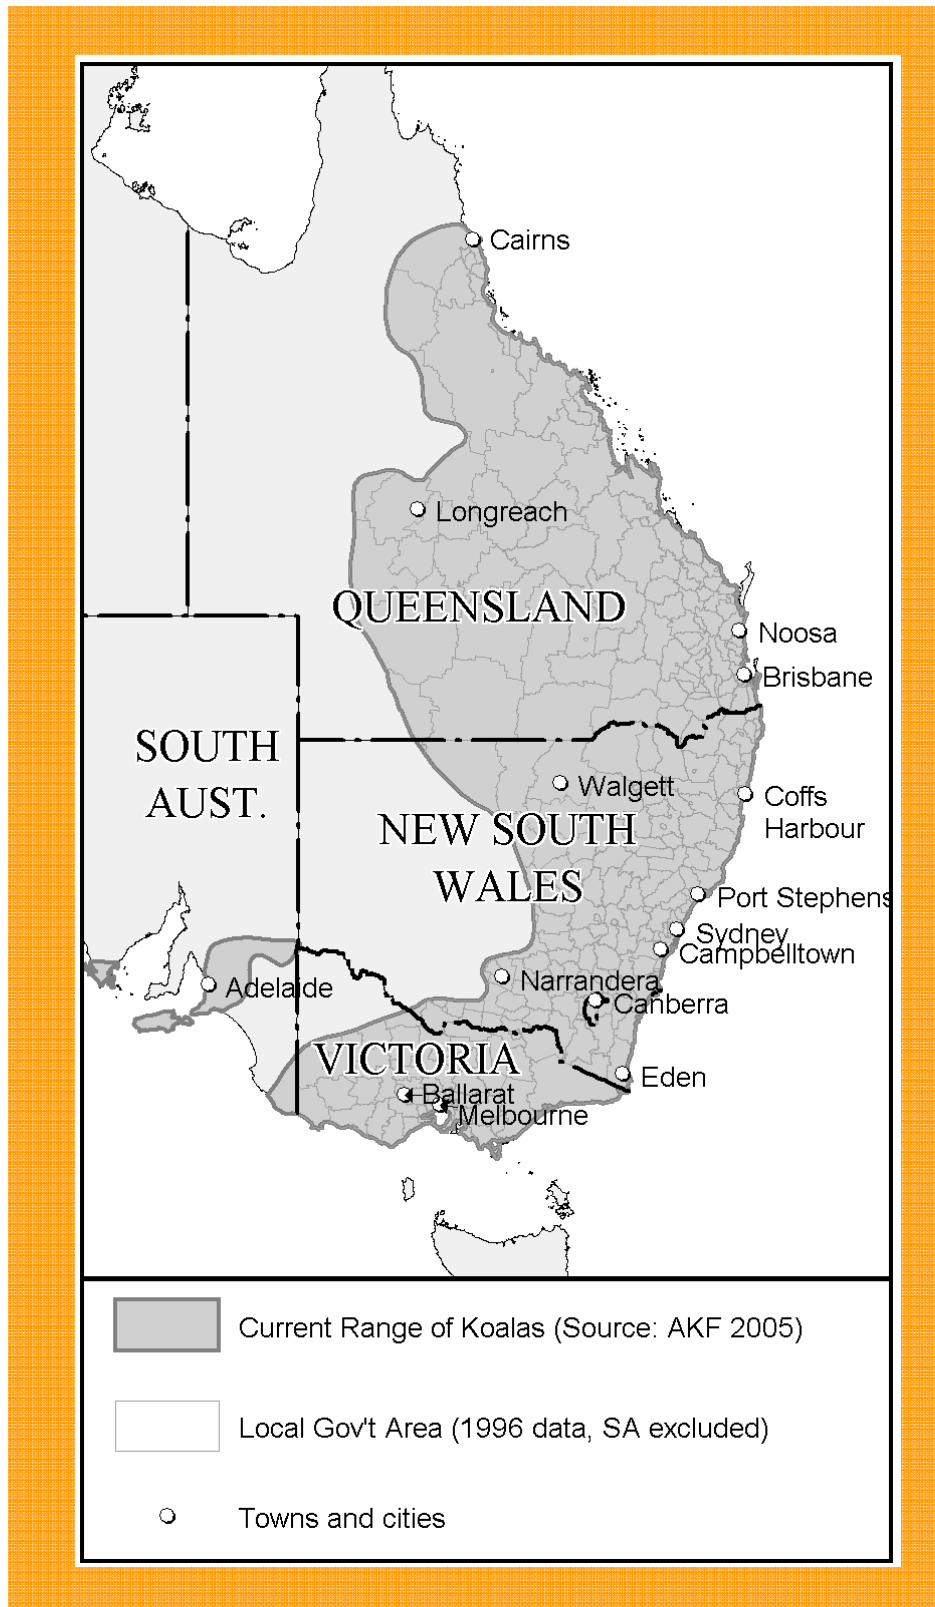 Cairns
Longreach
QUEENSLAND
Noosa
Brisbane
SOUTH
AUST.
Walgett
Coffs
Harbour
NEW SOUTH
WALES
Port Stephens
Sydney
Campbelltown
Narrandera
Adelaide
Canberra
VICTORIA
Eden
Ballarat
Melbourne
Current Range of Koalas (Source: AKF 2005)
Local Gov't Area (1996 data, SA excluded)
Towns and cities